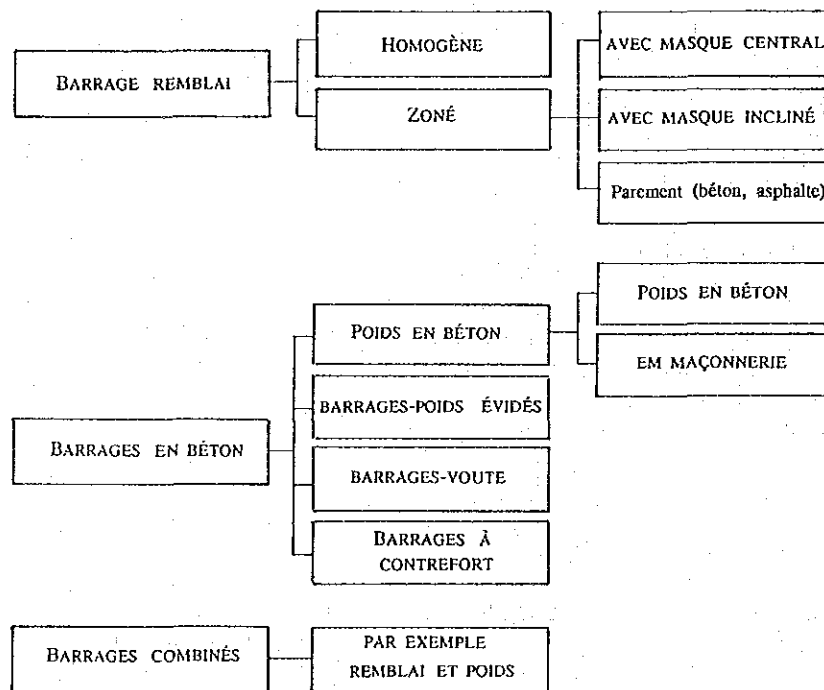 HOMOGÈNE
AVEC MASQUE CENTRAL
BARRAGE REMBLAI
ZONÉ
AVEC MASQUE INCLINÉ
Parement (béton, asphalte)
POIDS EN BÉTON
POIDS EN BÉTON
EM MAÇONNERIE
BARRAGES-POIDS ÉVIDÉS
BARRAGES EN BÉTON
BARRAGES-VOUTE
BARRAGES À
CONTREFORT
BARRAGES COMBINÉS
PAR EXEMPLE
REMBLAI ET POIDS